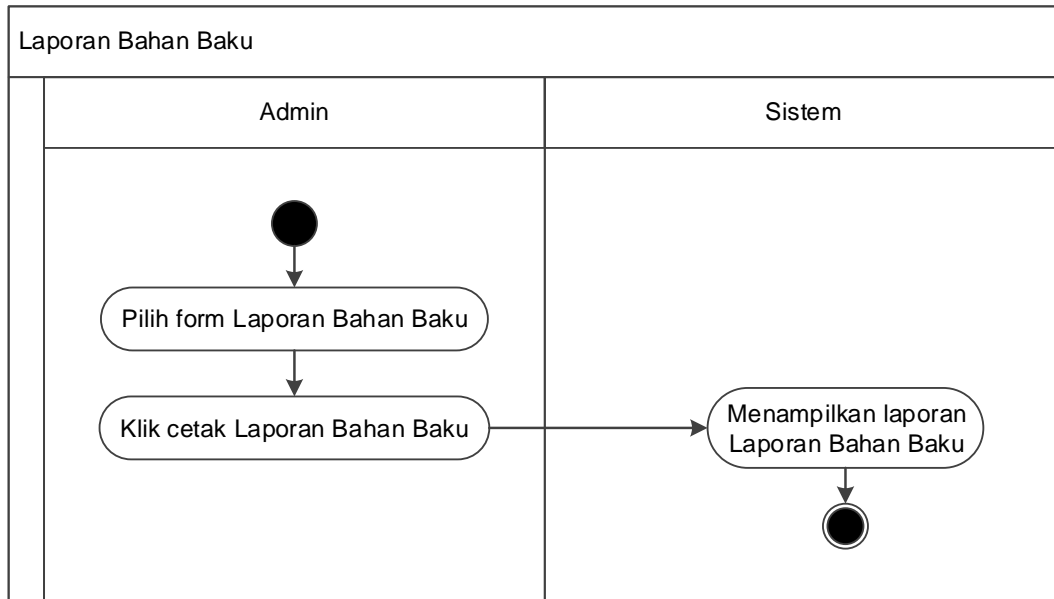 Laporan Bahan Baku
Admin
Sistem
Pilih form Laporan Bahan Baku
Klik cetak Laporan Bahan Baku
Menampilkan laporan
Laporan Bahan Baku